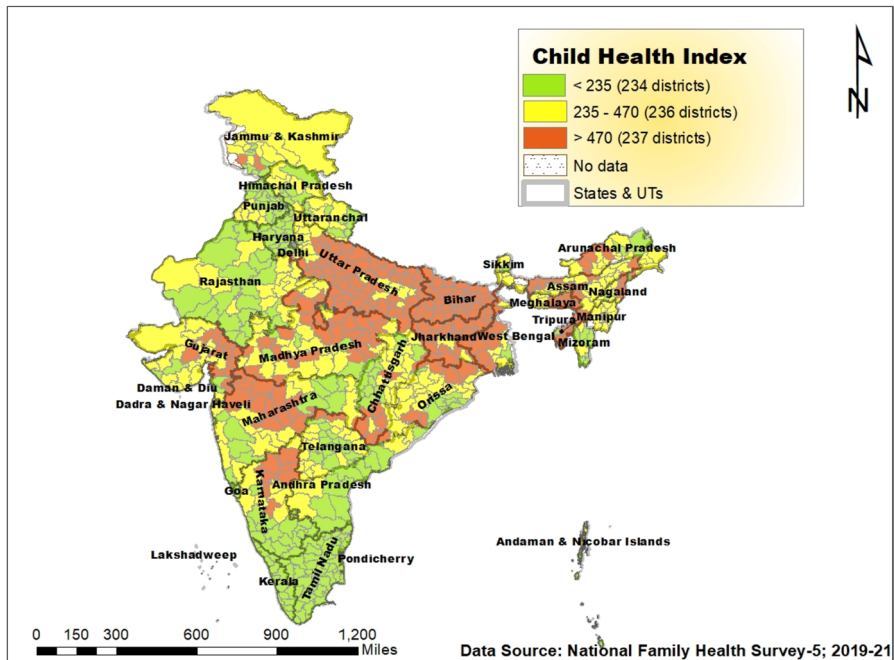 Child Health Index
< 235 (234 districts)
235 - 470 (236 districts)
> 470 (237 districts)
No data
States & UTs
N
Jammu & Kashmir
Himachal Pradesh
Punjab
Uttaranchal
Haryana
Delhi
Uttar Pradesh
Rajasthan
Bihar
Sikkim
Arunachal Pradesh
Assam
Nagaland
Meghalaya
Manipur
Tripura
Mizoram
West Bengal
Jharkhand
Gujarat
Madhya Pradesh
Chhattisgarh
Orissa
Daman & Diu
Dadra & Nagar Haveli
Maharashtra
Telangana
Andhra Pradesh
Karnataka
Goa
Lakshadweep
Kerala
Tamil Nadu
Pondicherry
Andaman & Nicobar Islands
0 150 300 600 900 1,200
Miles
Data Source: National Family Health Survey-5; 2019-21